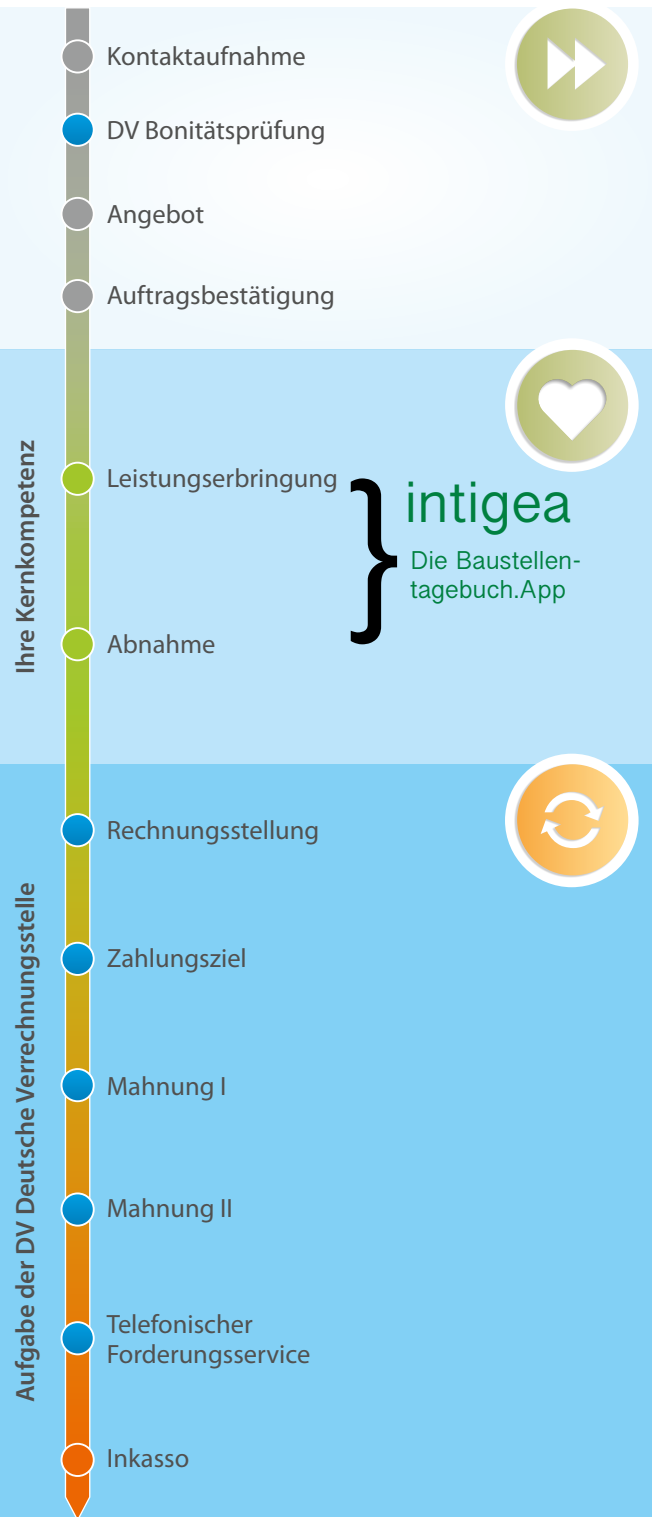 Kontaktaufnahme
DV Bonitätsprüfung
Angebot
Auftragsbestätigung
Ihre Kernkompetenz
Leistungserbringung
intigea
Die Baustellen-
tagebuch.App
Abnahme
Aufgabe der DV Deutsche Verrechnungsstelle
Rechnungsstellung
Zahlungsziel
Mahnung I
Mahnung II
Telefonischer
Forderungsservice
Inkasso